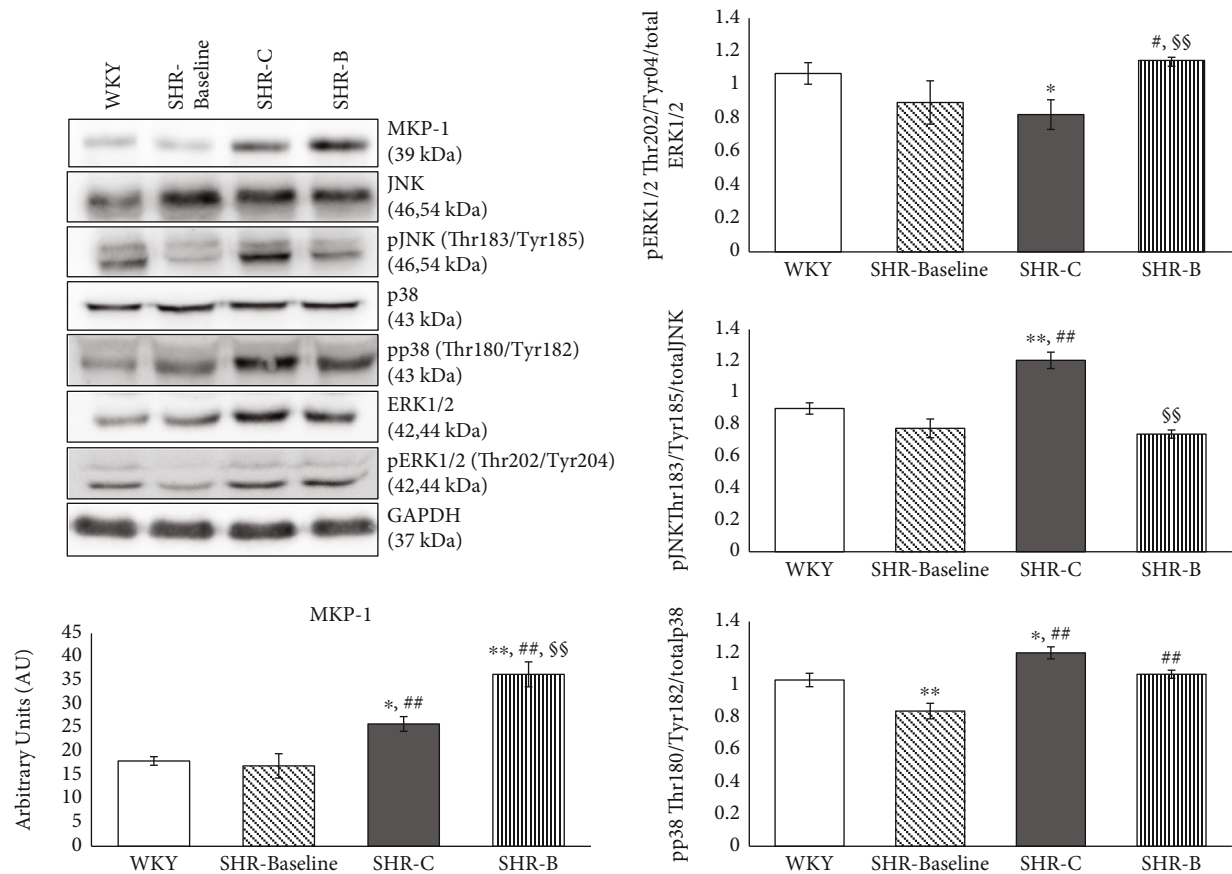 WKY
SHR-
Baseline
SHR-C
SHR-B
MKP-1
(39 kDa)
JNK
(46,54 kDa)
pJNK (Thr183/Tyr185)
(46,54 kDa)
p38
(43 kDa)
pp38 (Thr180/Tyr182)
(43 kDa)
ERK1/2
(42,44 kDa)
pERK1/2 (Thr202/Tyr204)
(42,44 kDa)
GAPDH
(37 kDa)
MKP-1
Arbitrary Units (AU)
45
40
35
30
25
20
15
10
5
0
*, ##
**, ##, §§
WKY SHR-Baseline SHR-C SHR-B
pERK1/2 Thr202/Tyr04/total
ERK1/2
1.4
1.2
1
0.8
0.6
0.4
0.2
0
*
#, §§
WKY SHR-Baseline SHR-C SHR-B
pJNKThr183/Tyr185/totalJNK
1.4
1.2
1
0.8
0.6
0.4
0.2
0
**, ##
§§
WKY SHR-Baseline SHR-C SHR-B
pp38 Thr180/Tyr182/totalp38
1.4
1.2
1
0.8
0.6
0.4
0.2
0
**
*, ##
##
WKY SHR-Baseline SHR-C SHR-B